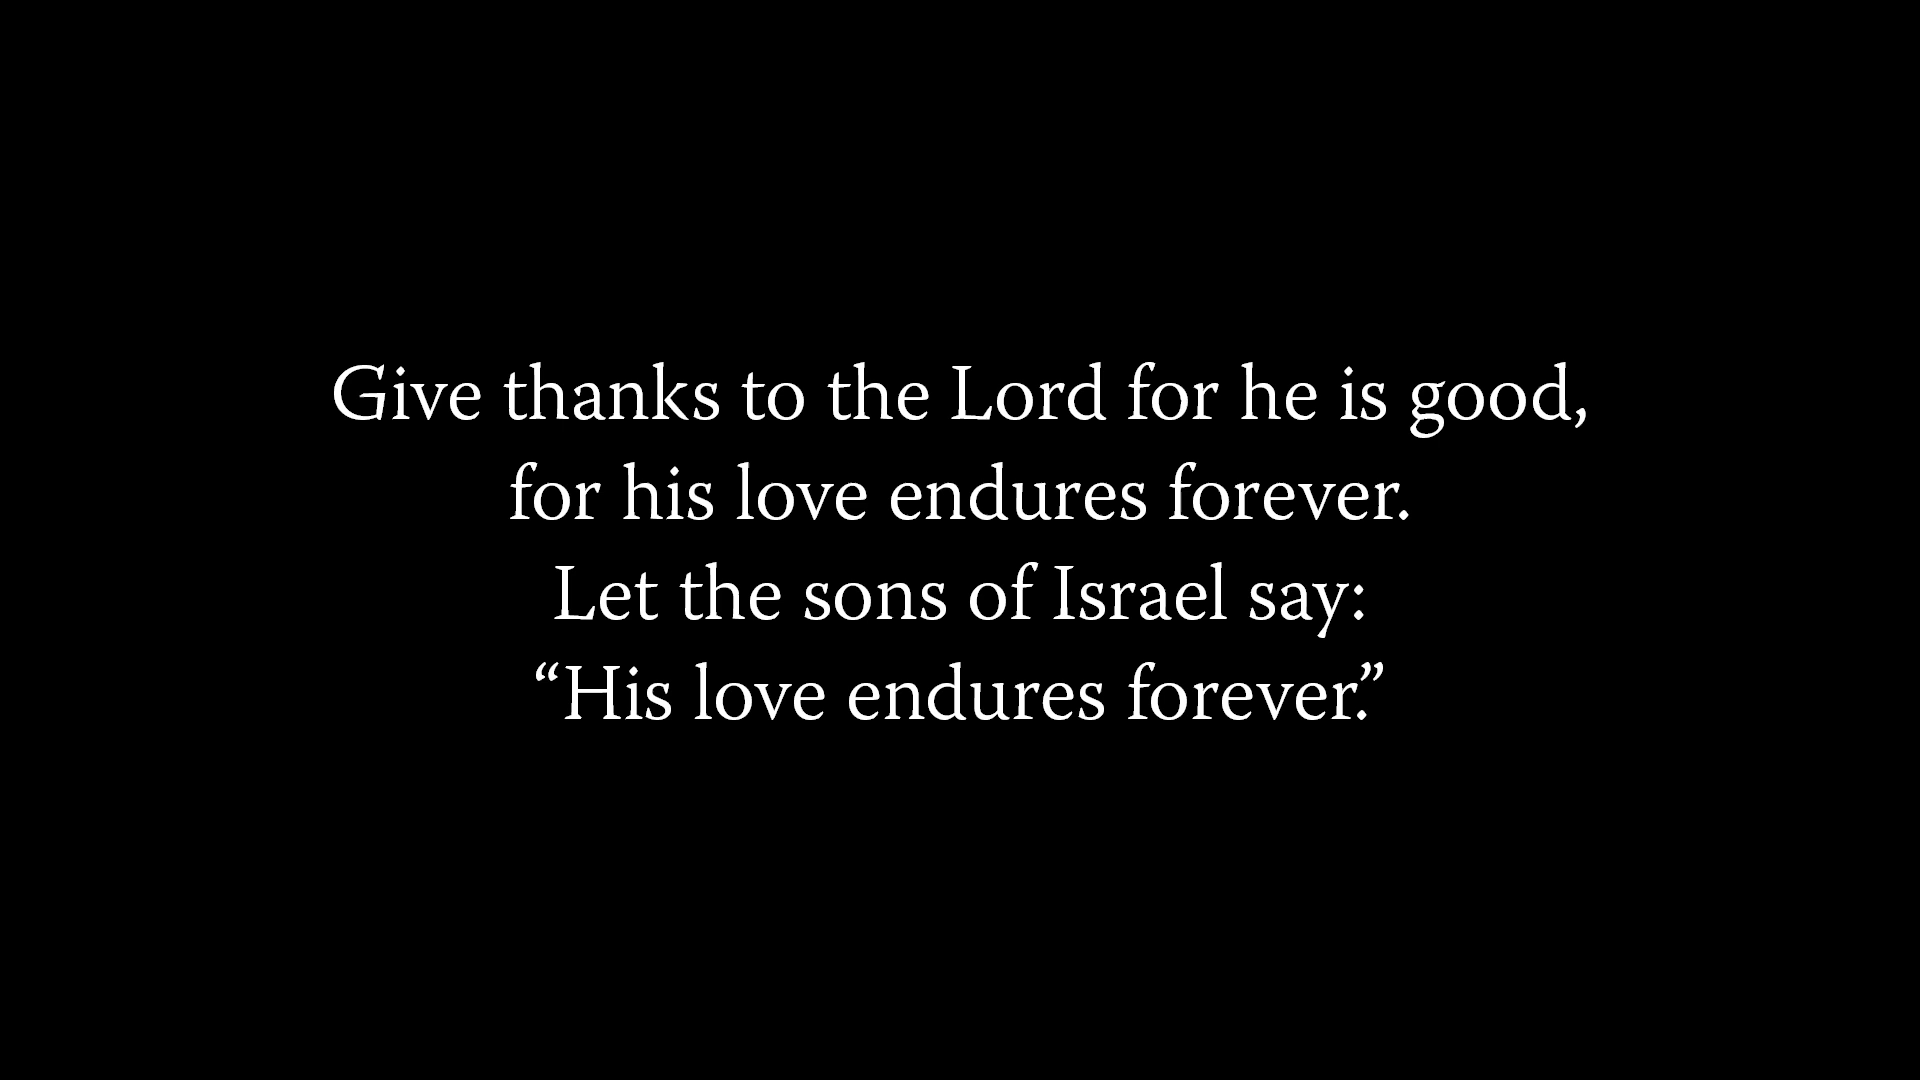 Give thanks to the Lord for he is good,
for his love endures forever.
Let the sons of Israel say:
“His love endures forever.”